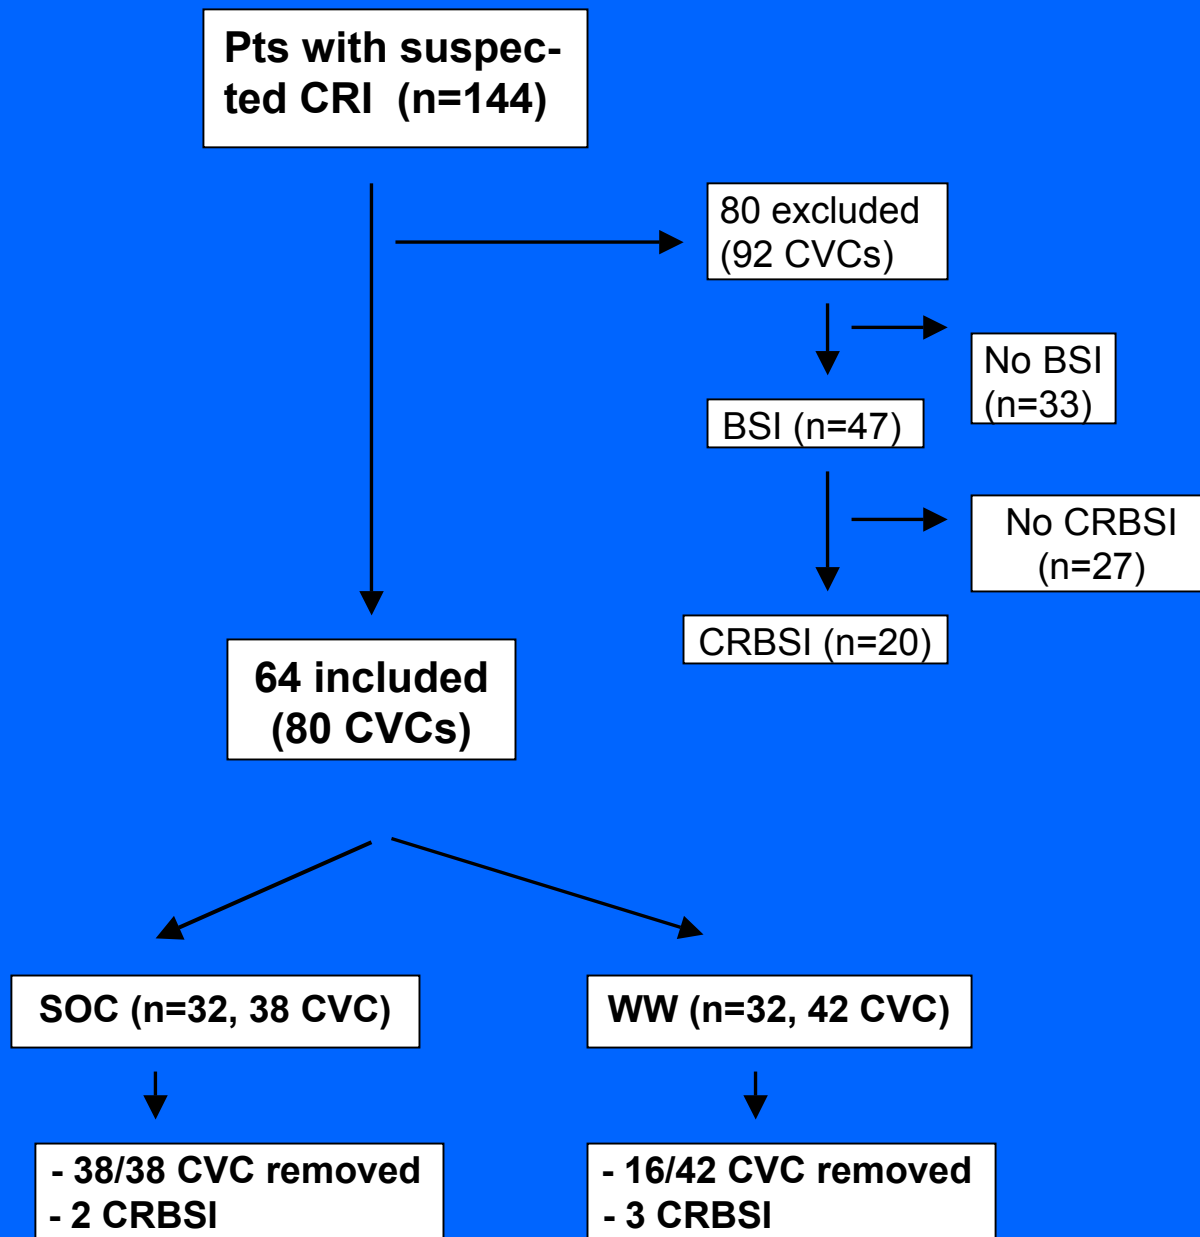 Pts with suspec-
ted CRI (n=144)
80 excluded
(92 CVCs)
No BSI
(n=33)
BSI (n=47)
No CRBSI
(n=27)
CRBSI (n=20)
64 included
(80 CVCs)
SOC (n=32, 38 CVC)
WW (n=32, 42 CVC)
- 38/38 CVC removed
- 2 CRBSI
- 16/42 CVC removed
- 3 CRBSI